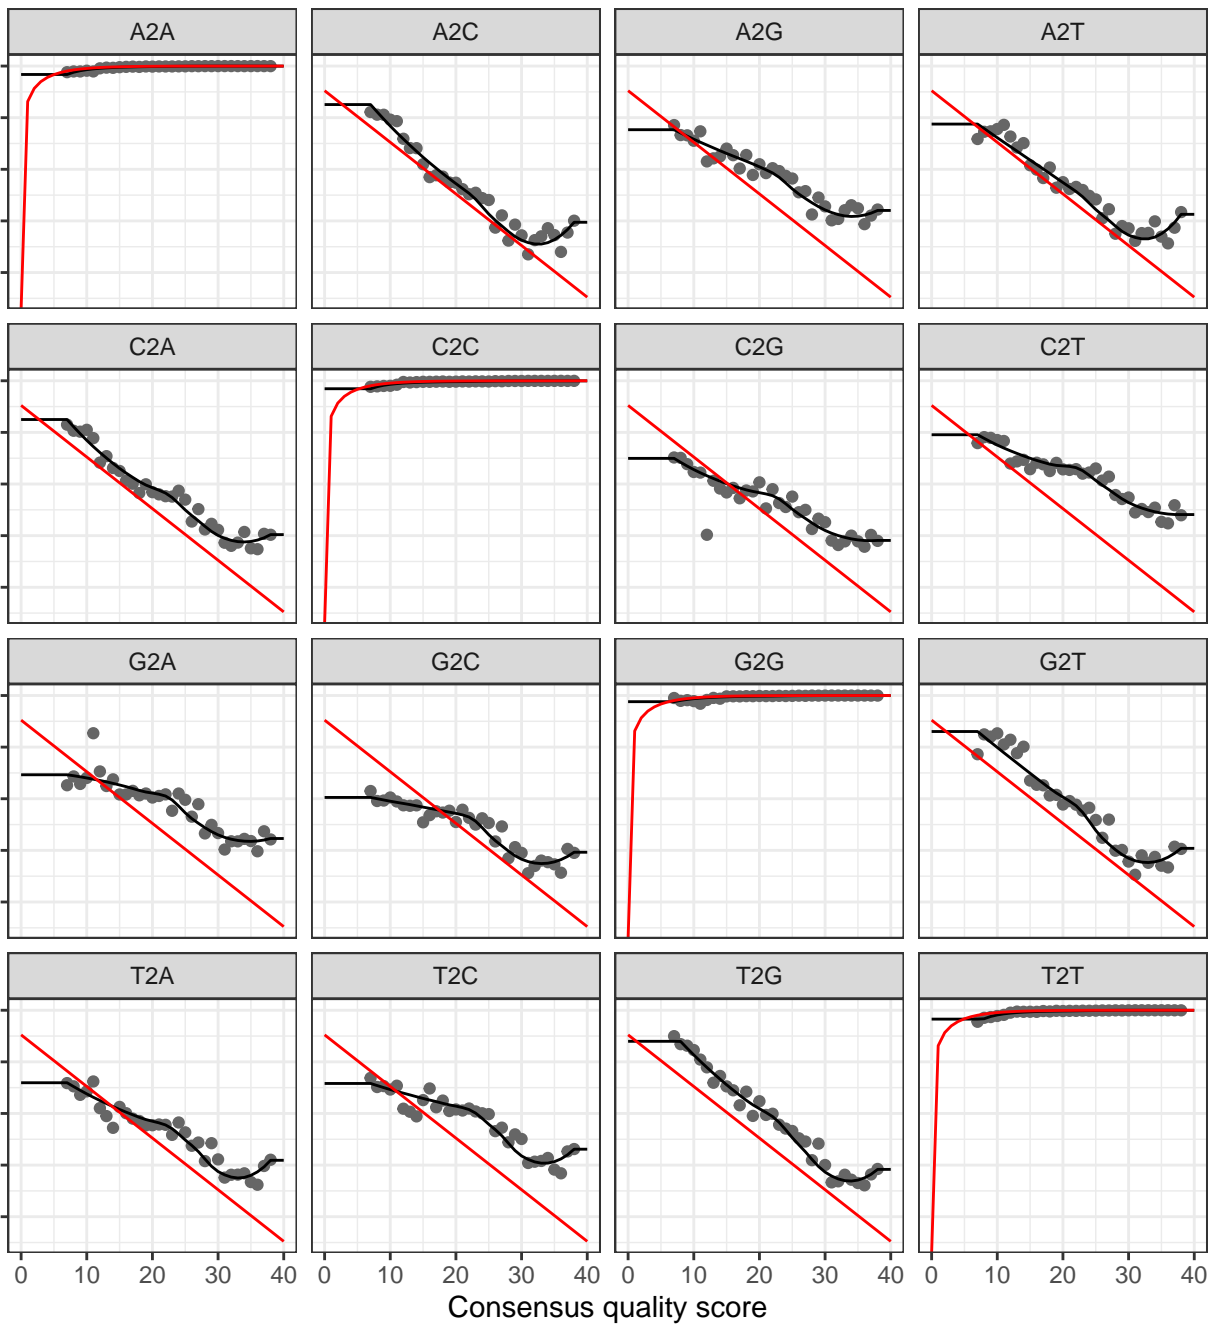 A2A A2C A2G A2T
C2A C2C C2G C2T
G2A G2C G2G G2T
T2A T2C T2G T2T
0 10 20 30 40 0 10 20 30 40 0 10 20 30 40 0 10 20 30 40
Consensus quality score